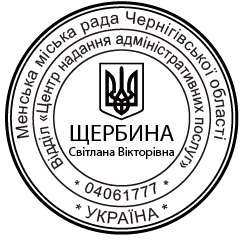 Менська міська рада Чернігівської області
* УКРАЇНА *
Відділ «Центр надання адміністративних послуг»
* 04061777 *
ЩЕРБИНА
Світлана Вікторівна